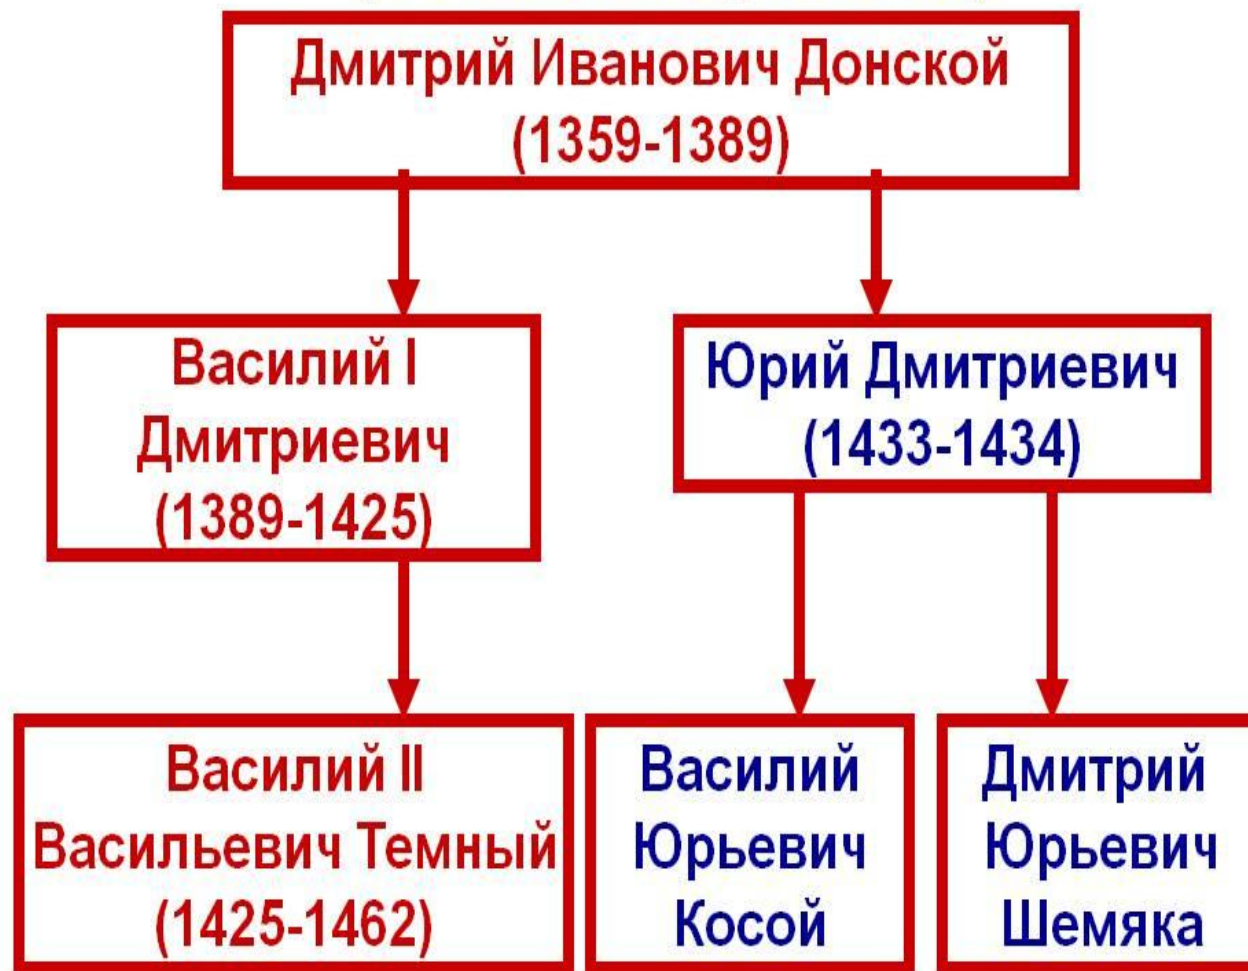 Дмитрий Иванович Донской
(1359-1389)
Василий I
Дмитриевич
(1389-1425)
Юрий Дмитриевич
(1433-1434)
Василий II
Васильевич Темный
(1425-1462)
Василий
Юрьевич
Косой
Дмитрий
Юрьевич
Шемяка